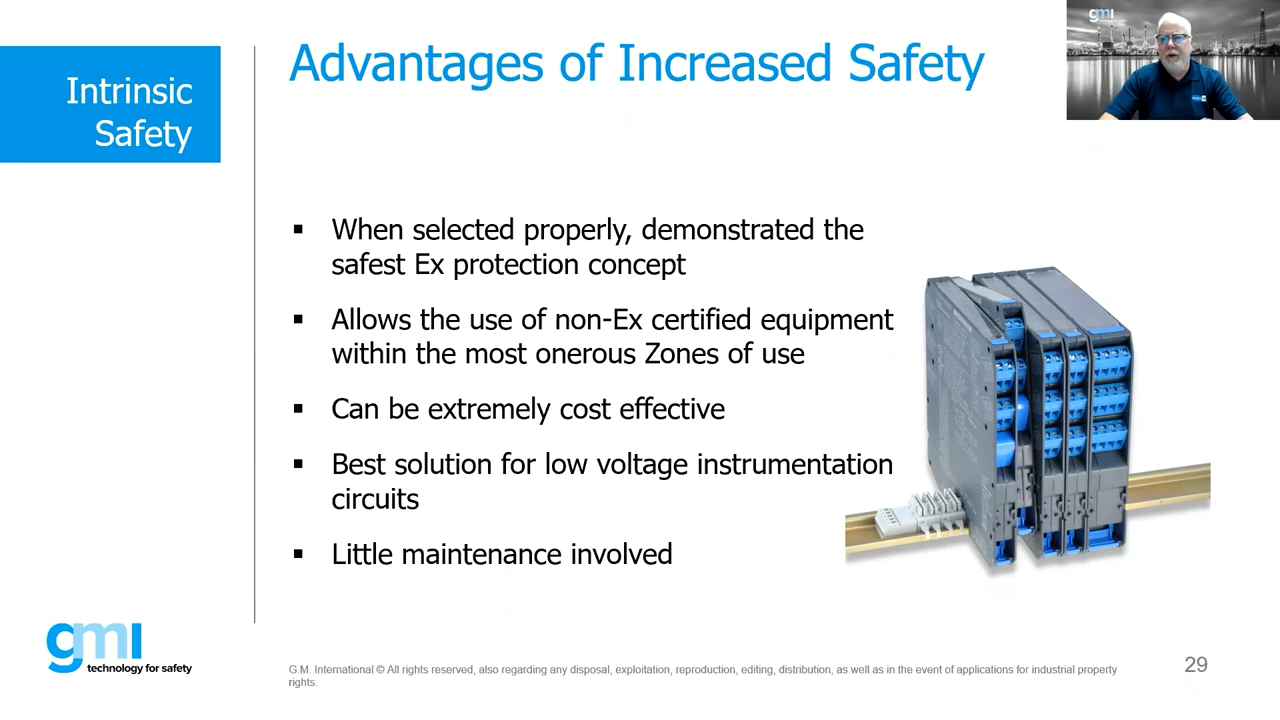 Advantages of Increased Safety
gmi
Intrinsic
Safety
▪ When selected properly, demonstrated the
safest Ex protection concept
▪ Allows the use of non-Ex certified equipment
within the most onerous Zones of use
▪ Can be extremely cost effective
▪ Best solution for low voltage instrumentation
circuits
▪ Little maintenance involved
gmi
technology for safety
G.M. International © All rights reserved, also regarding any disposal, exploitation, reproduction, editing, distribution, as well as in the event of applications for industrial property
rights.
29